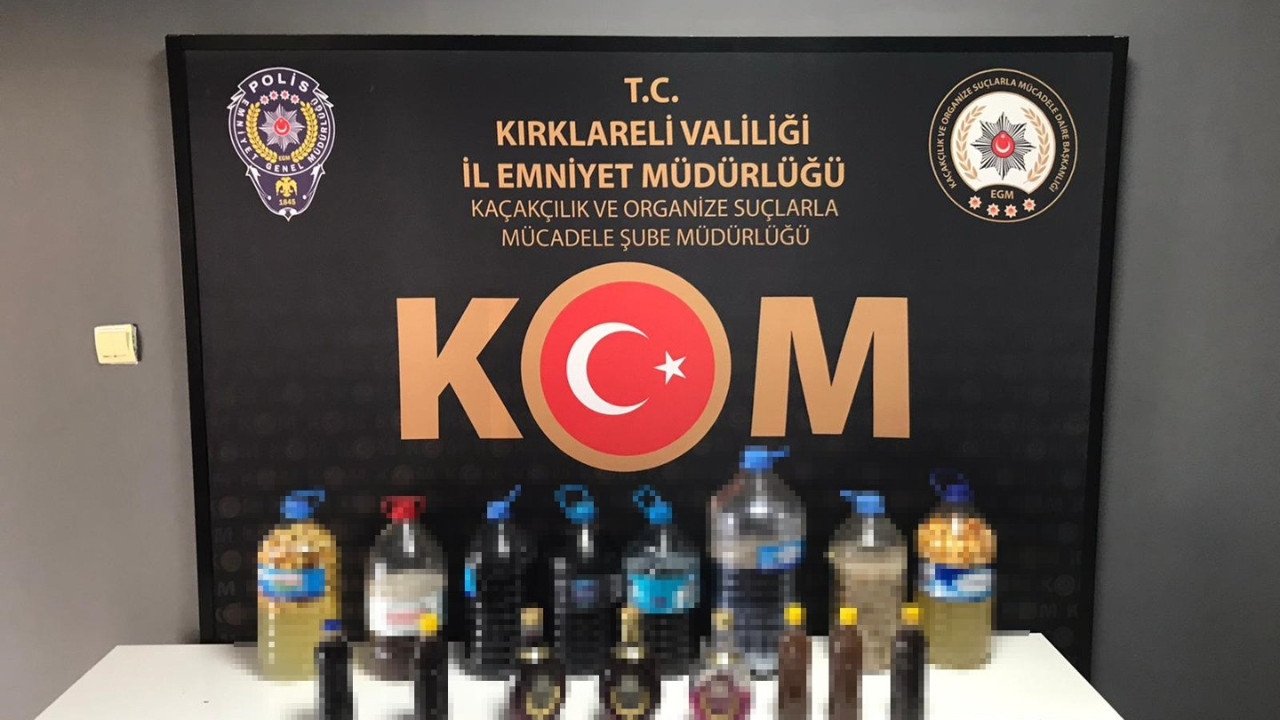 T.C.
KIRKLARELİ VALİLİĞİ
İL EMNİYET MÜDÜRLÜĞÜ
KAÇAKÇILIK VE ORGANİZE SUÇLARLA
MÜCADELE ŞUBE MÜDÜRLÜĞÜ
KOM
POLİS
EMNİYET GENEL MÜDÜRLÜĞÜ
EGM
1845
KAÇAKÇILIK VE ORGANİZE SUÇLARLA MÜCADELE DAİRE BAŞKANLIĞI
EGM